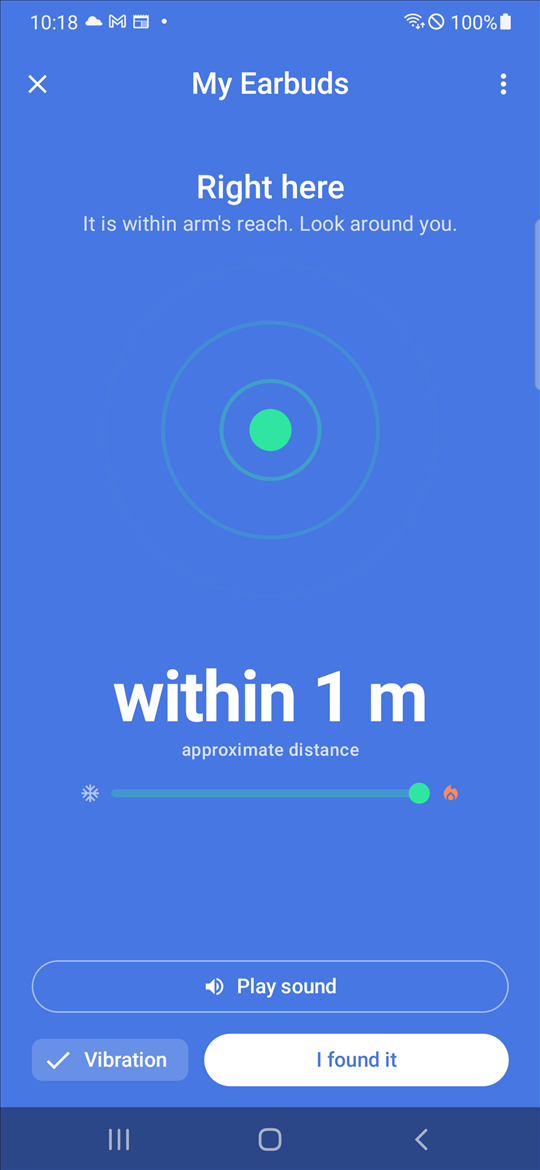 10:18
100%
My Earbuds
Right here
It is within arm's reach. Look around you.
within 1 m
approximate distance
Play sound
Vibration
I found it